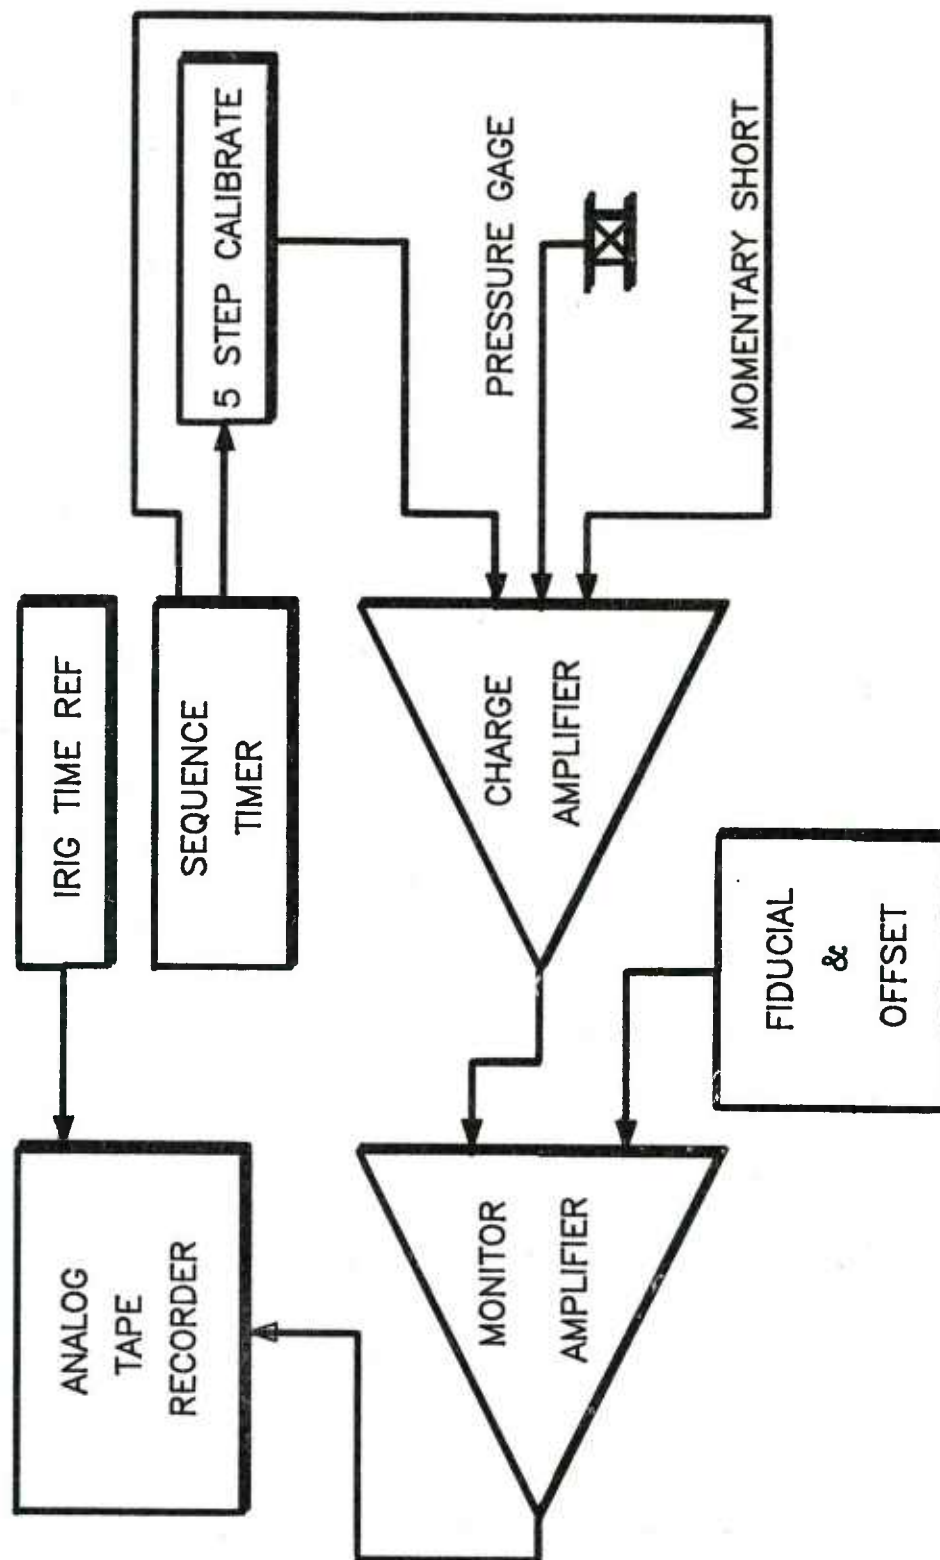 ANALOG
TAPE
RECORDER
IRIG TIME REF
SEQUENCE
TIMER
5 STEP CALIBRATE
MONITOR
AMPLIFIER
CHARGE
AMPLIFIER
PRESSURE GAGE
MOMENTARY SHORT
FIDUCIAL
&
OFFSET